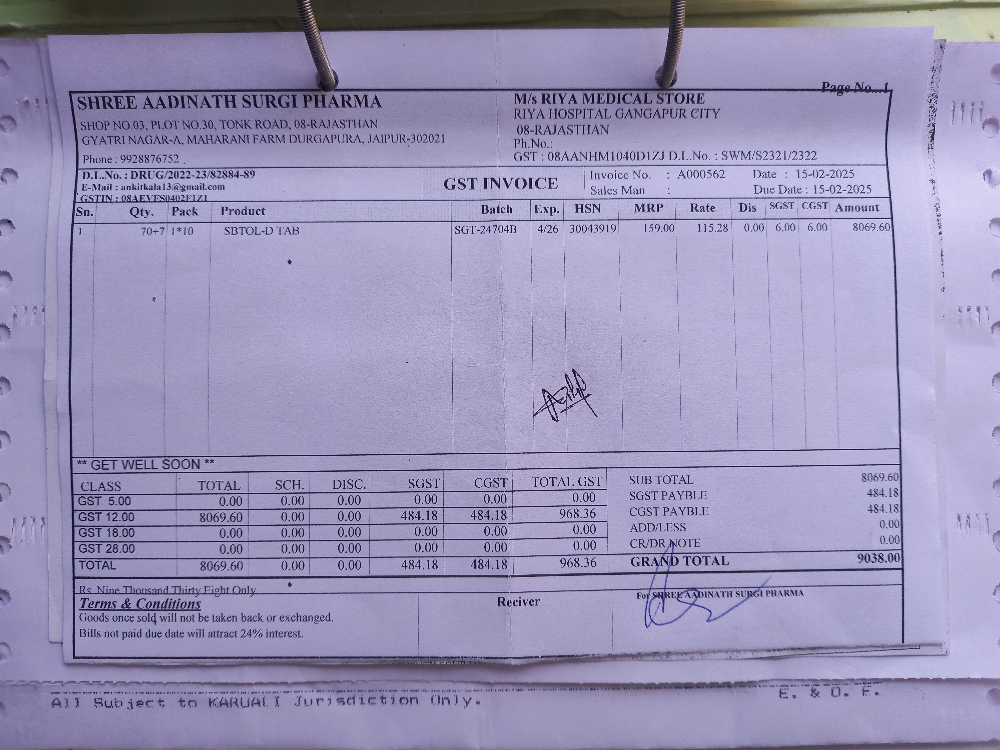 Page No...1
SHREE AADINATH SURGI PHARMA
SHOP NO.03, PLOT NO.30, TONK ROAD, 08-RAJASTHAN
GYATRI NAGAR-A, MAHARANI FARM DURGAPURA, JAIPUR-302021
Phone : 9928876752
M/s RIYA MEDICAL STORE
RIYA HOSPITAL GANGAPUR CITY
08-RAJASTHAN
Ph.No.:
GST : 08AANHM1040D1ZJ D.L.No. : SWM/S2321/2322
D.L.No. : DRUG/2022-23/82884-89
E-Mail : ankitkala13@gmail.com
GSTIN : 08AEVFS0402F1Z1
GST INVOICE
Invoice No. : A000562 Date : 15-02-2025
Sales Man : Due Date : 15-02-2025
Sn. Qty. Pack Product Batch Exp. HSN MRP Rate Dis SGST CGST Amount
1 70+7 1*10 SBTOL-D TAB SGT-24704B 4/26 30043919 159.00 115.28 0.00 6.00 6.00 8069.60
** GET WELL SOON **
CLASS TOTAL SCH. DISC. SGST CGST TOTAL GST
GST 5.00 0.00 0.00 0.00 0.00 0.00 0.00
GST 12.00 8069.60 0.00 0.00 484.18 484.18 968.36
GST 18.00 0.00 0.00 0.00 0.00 0.00 0.00
GST 28.00 0.00 0.00 0.00 0.00 0.00 0.00
TOTAL 8069.60 0.00 0.00 484.18 484.18 968.36
SUB TOTAL 8069.60
SGST PAYBLE 484.18
CGST PAYBLE 484.18
ADD/LESS 0.00
CR/DR NOTE 0.00
GRAND TOTAL 9038.00
Rs. Nine Thousand Thirty Eight Only
Terms & Conditions
Goods once sold will not be taken back or exchanged.
Bills not paid due date will attract 24% interest.
Reciver
For SHREE AADINATH SURGI PHARMA
E. & O. E.
All Subject to KARUALI Jurisdiction Only.